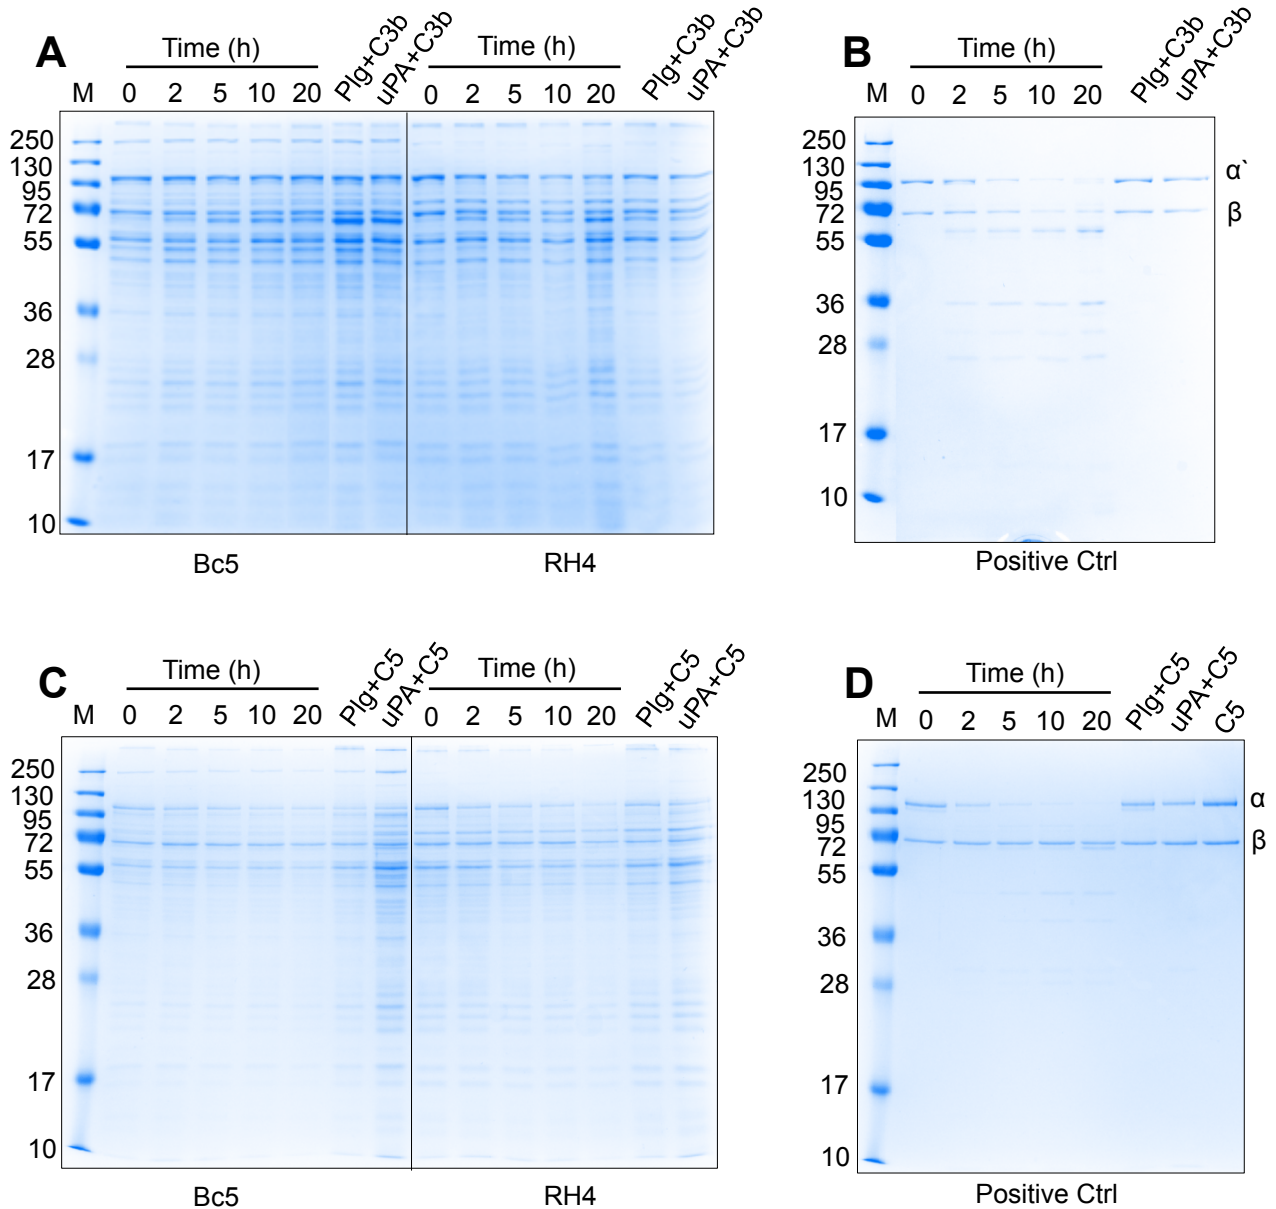 A
Time (h)
Plg+C3b
uPA+C3b
Time (h)
Plg+C3b
uPA+C3b
M 0 2 5 10 20 0 2 5 10 20
250
130
95
72
55
36
28
17
10
Bc5 RH4
B
Time (h)
Plg+C3b
uPA+C3b
M 0 2 5 10 20
250
130
95
72
55
36
28
17
10
α`
β
Positive Ctrl
C
Time (h)
Plg+C5
uPA+C5
Time (h)
Plg+C5
uPA+C5
M 0 2 5 10 20 0 2 5 10 20
250
130
95
72
55
36
28
17
10
Bc5 RH4
D
Time (h)
Plg+C5
uPA+C5
C5
M 0 2 5 10 20
250
130
95
72
55
36
28
17
10
α
β
Positive Ctrl